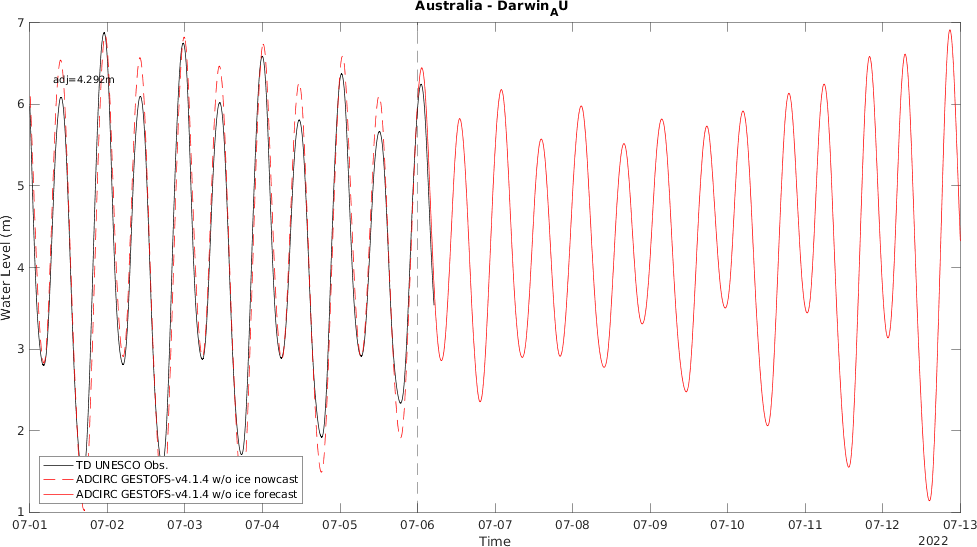 Australia - Darwin_AU
7
adj=4.292m
6
5
Water Level (m)
4
3
2
TD UNESCO Obs.
ADCIRC GESTOFS-v4.1.4 w/o ice nowcast
ADCIRC GESTOFS-v4.1.4 w/o ice forecast
1
07-01 07-02 07-03 07-04 07-05 07-06 07-07 07-08 07-09 07-10 07-11 07-12 07-13
Time
2022